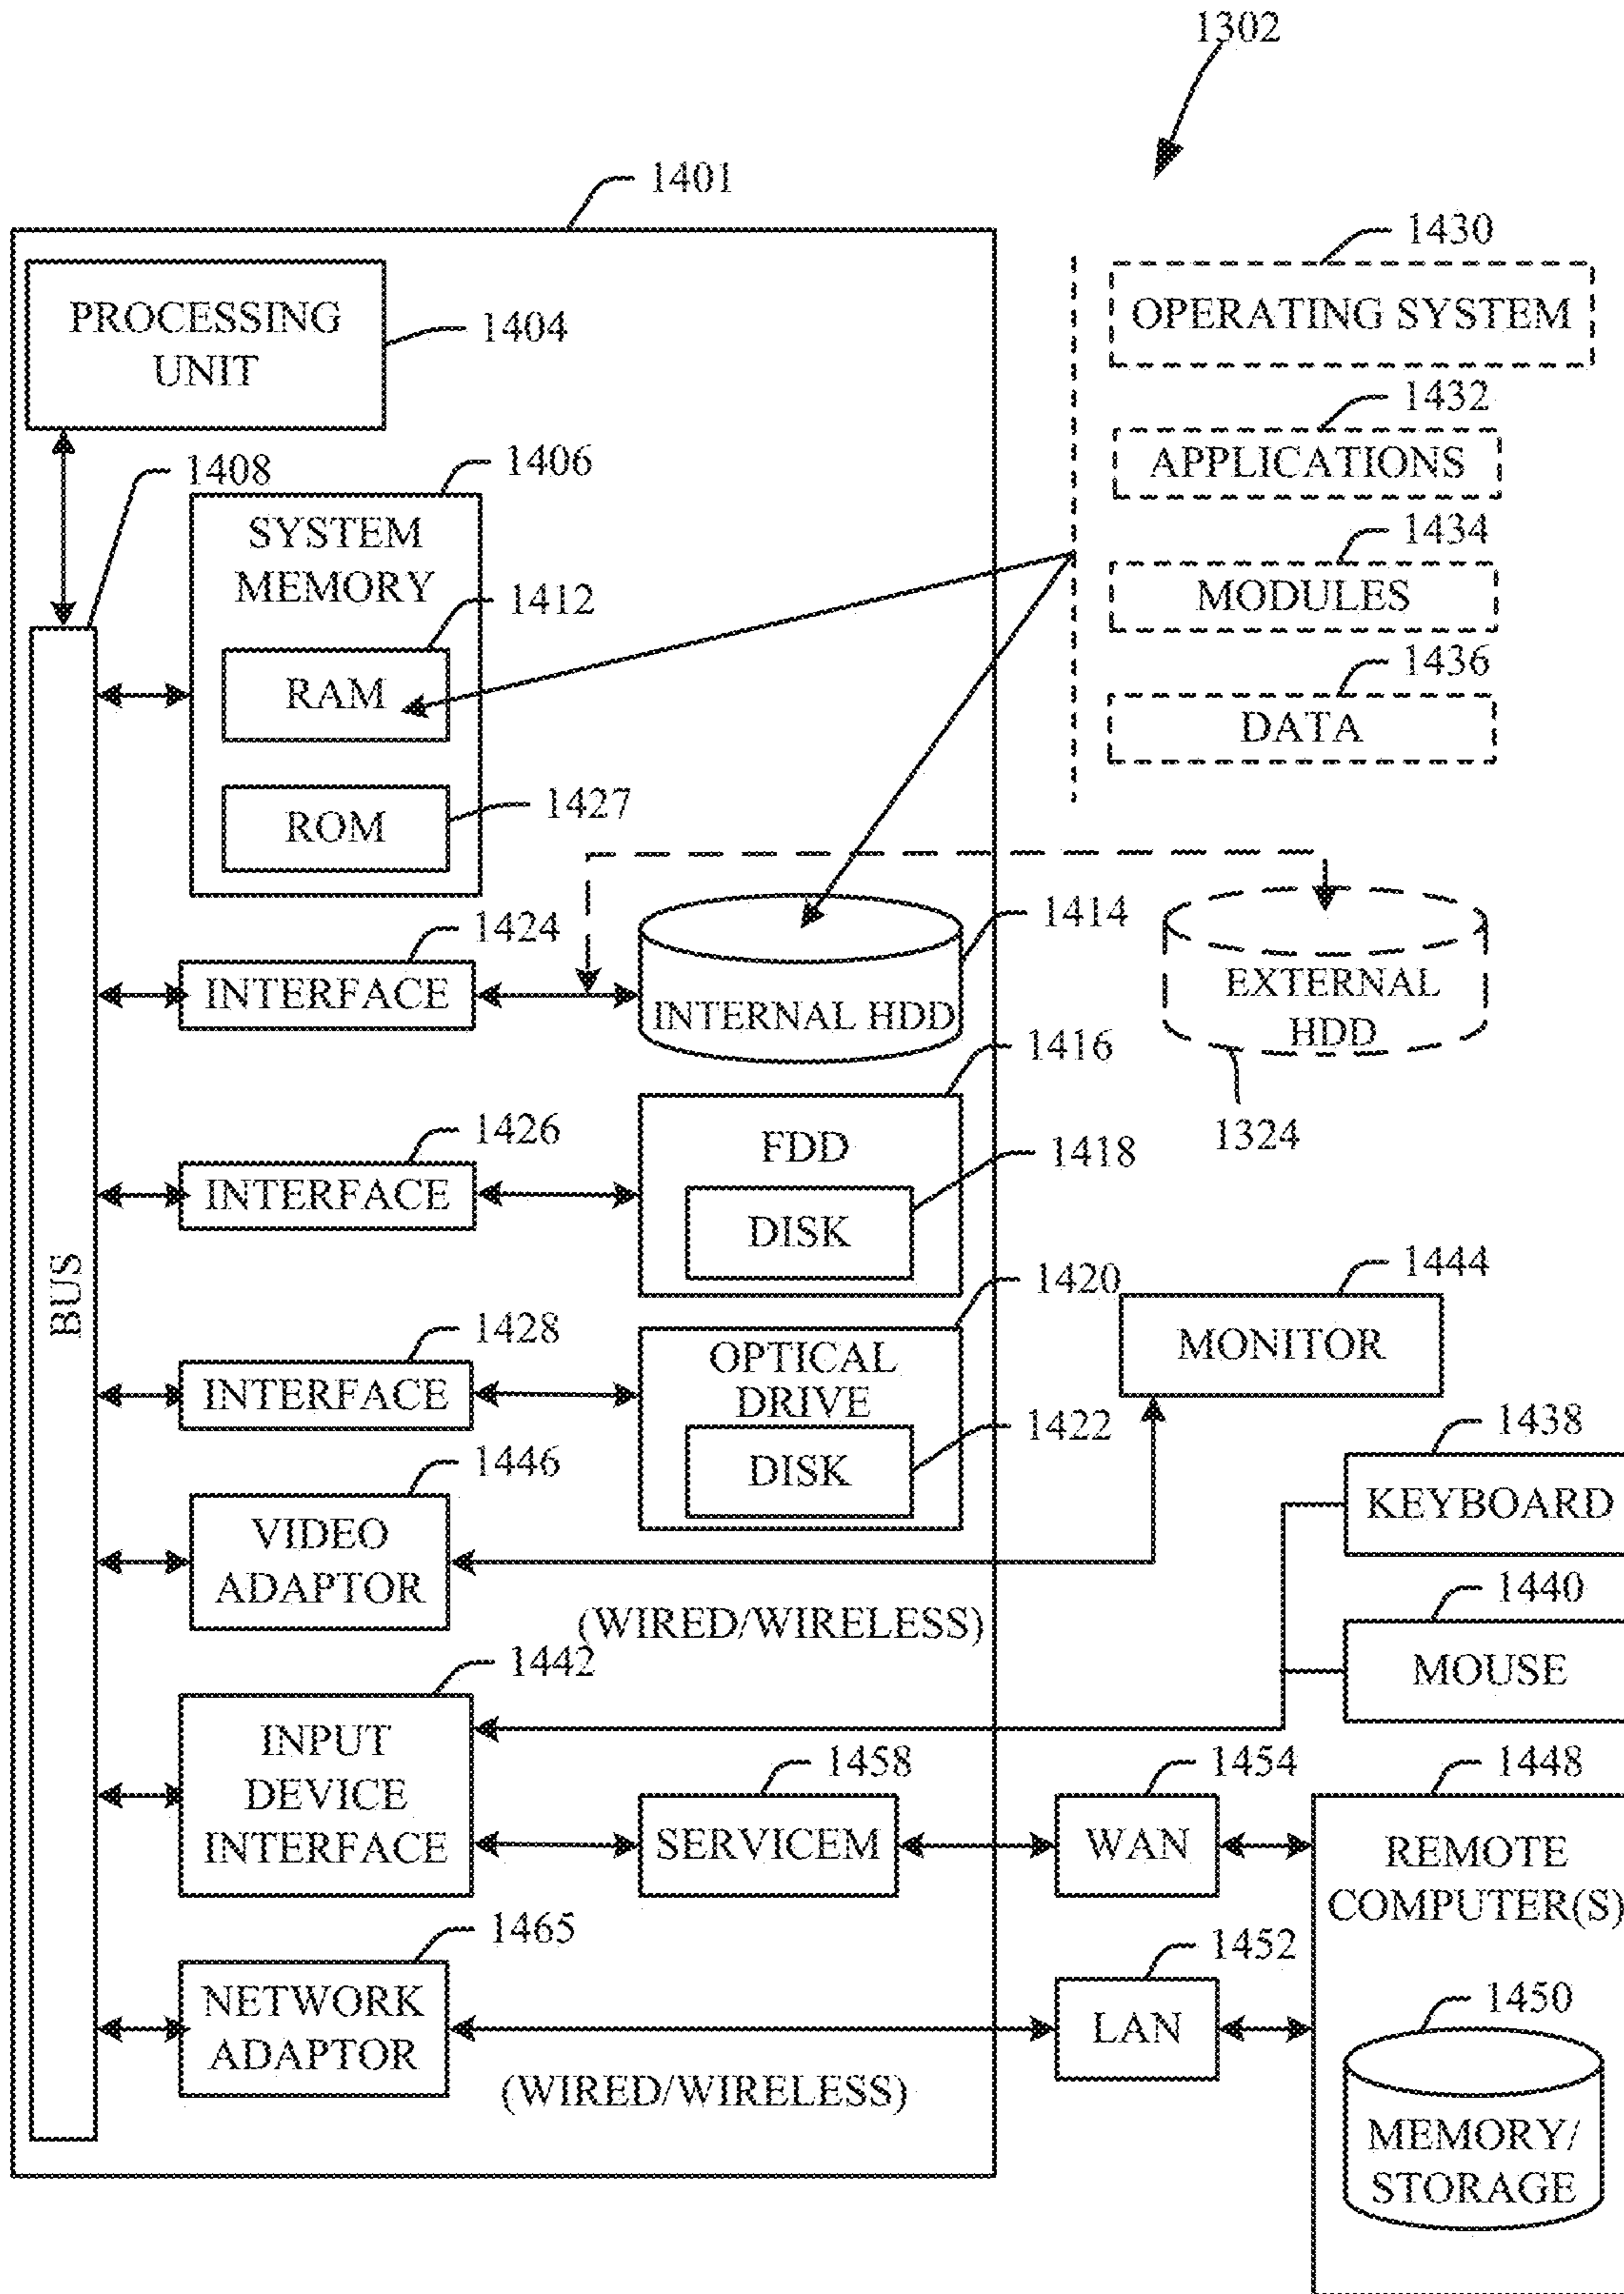 1302
1401
1430
OPERATING SYSTEM
PROCESSING
UNIT
1404
1432
APPLICATIONS
1408
1406
SYSTEM
MEMORY
1434
MODULES
1412
RAM
1436
DATA
1427
ROM
1424
INTERFACE
1414
INTERNAL HDD
EXTERNAL
HDD
1324
1416
FDD
1426
INTERFACE
1418
DISK
BUS
1420
OPTICAL
DRIVE
1444
MONITOR
1428
INTERFACE
1422
DISK
1438
KEYBOARD
1446
VIDEO
ADAPTOR
(WIRED/WIRELESS)
1440
MOUSE
1442
INPUT
DEVICE
INTERFACE
1458
SERVICEM
1454
WAN
1448
REMOTE
COMPUTER(S)
1465
NETWORK
ADAPTOR
(WIRED/WIRELESS)
1452
LAN
1450
MEMORY/
STORAGE